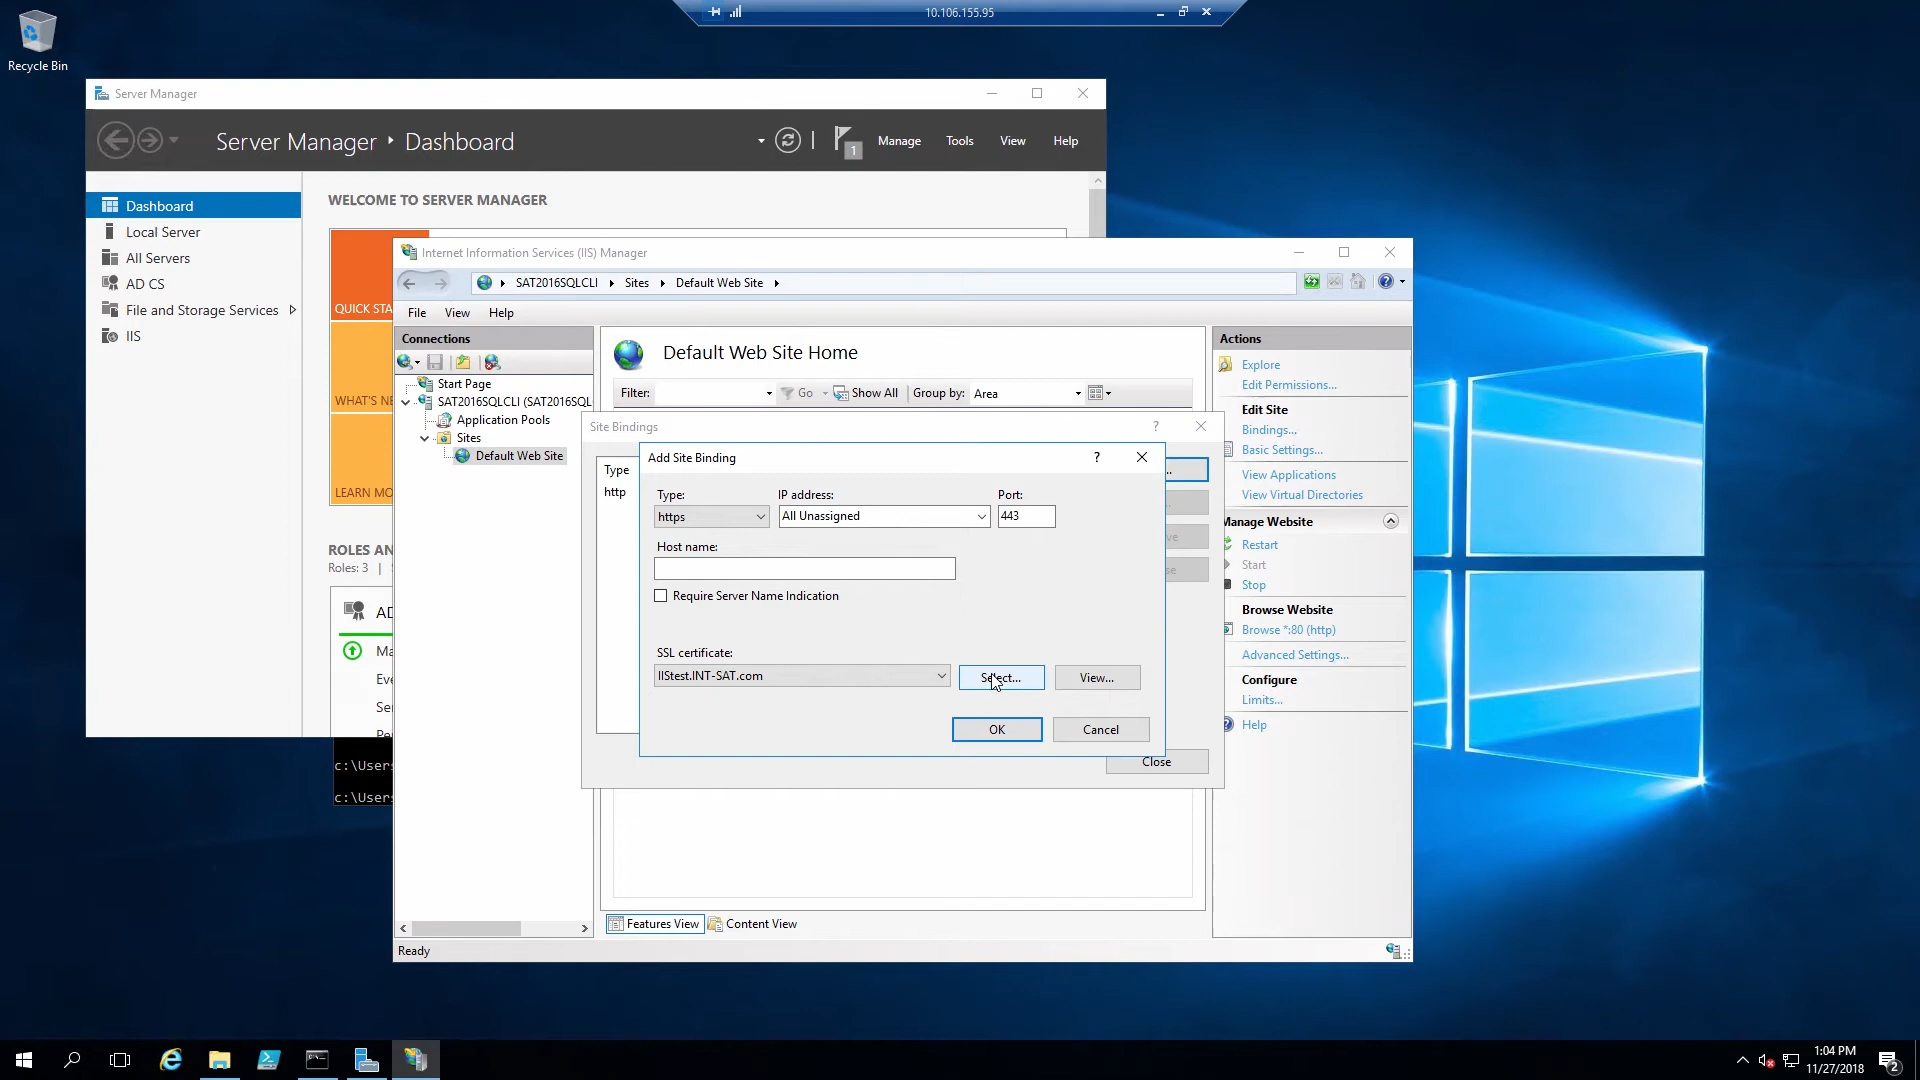 10.106.155.95
Recycle Bin
Server Manager
Server Manager ‣ Dashboard
1
Manage
Tools
View
Help
Dashboard
Local Server
All Servers
AD CS
File and Storage Services
IIS
WELCOME TO SERVER MANAGER
QUICK STA
WHAT'S NE
LEARN MO
ROLES AN
Roles: 3 |
AD
Ma
Eve
Se
Pe
c:\Users
c:\Users
Internet Information Services (IIS) Manager
SAT2016SQLCLI
Sites
Default Web Site
File
View
Help
Connections
Start Page
SAT2016SQLCLI (SAT2016SQL
Application Pools
Sites
Default Web Site
Default Web Site Home
Filter:
Go
Show All
Group by:
Area
Site Bindings
?
Type
http
...
Close
Add Site Binding
?
Type:
IP address:
Port:
https
All Unassigned
443
Host name:
Require Server Name Indication
SSL certificate:
IIStest.INT-SAT.com
Select...
View...
OK
Cancel
Features View
Content View
Ready
Actions
Explore
Edit Permissions...
Edit Site
Bindings...
Basic Settings...
View Applications
View Virtual Directories
Manage Website
Restart
Start
Stop
Browse Website
Browse *:80 (http)
Advanced Settings...
Configure
Limits...
Help
1:04 PM
11/27/2018
2